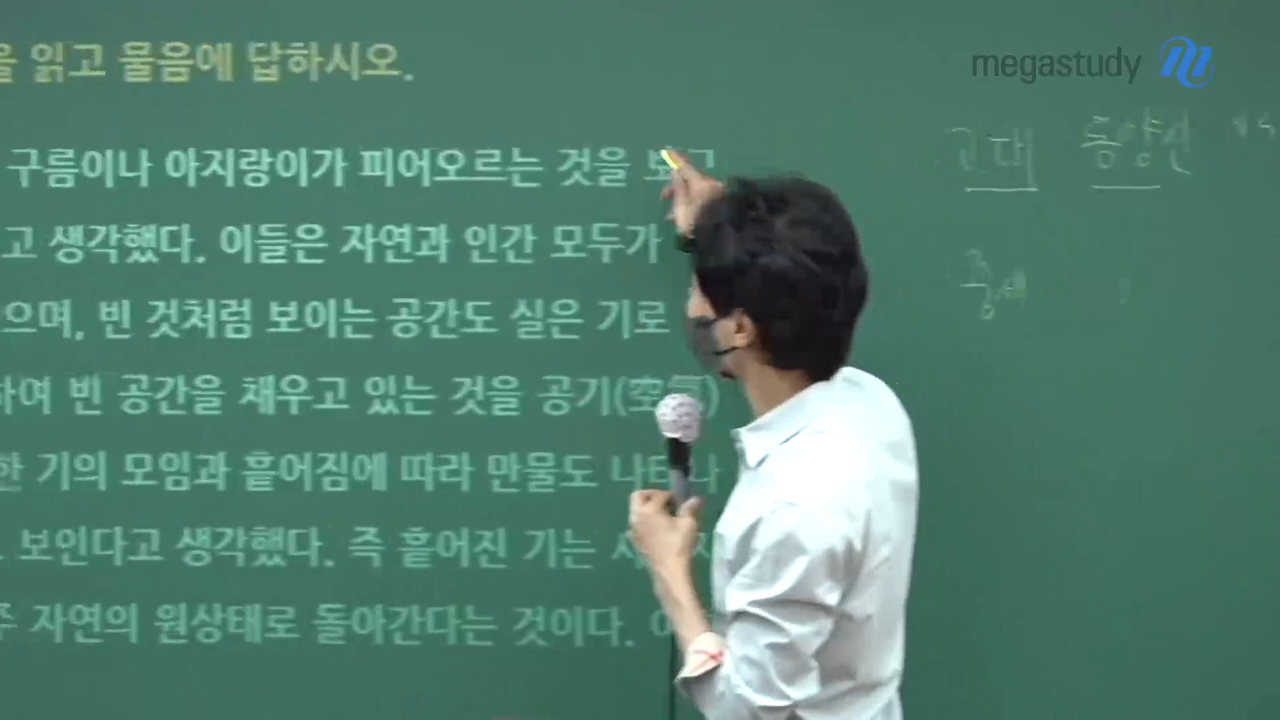 읽고 물음에 답하시오.
megastudy
고대 동양선
구름이나 아지랑이가 피어오르는 것을 보고
고 생각했다. 이들은 자연과 인간 모두가
으며, 빈 것처럼 보이는 공간도 실은 기로
중세
하여 빈 공간을 채우고 있는 것을 공기(空氣)
한 기의 모임과 흩어짐에 따라 만물도 나타나
보인다고 생각했다. 즉 흩어진 기는
자연의 원상태로 돌아간다는 것이다.